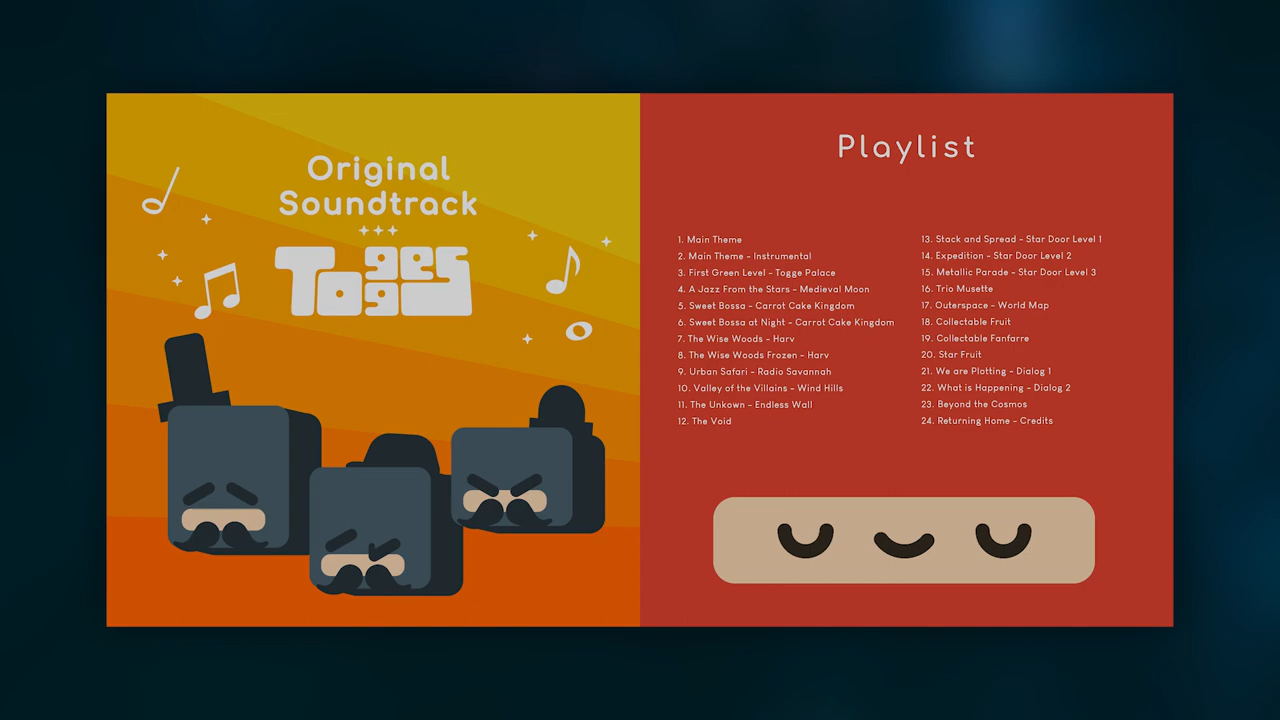 Original
Soundtrack
Togges
Playlist
1. Main Theme
2. Main Theme - Instrumental
3. First Green Level - Togge Palace
4. A Jazz From the Stars - Medieval Moon
5. Sweet Bossa - Carrot Cake Kingdom
6. Sweet Bossa at Night - Carrot Cake Kingdom
7. The Wise Woods - Harv
8. The Wise Woods Frozen - Harv
9. Urban Safari - Radio Savannah
10. Valley of the Villains - Wind Hills
11. The Unkown - Endless Wall
12. The Void
13. Stack and Spread - Star Door Level 1
14. Expedition - Star Door Level 2
15. Metallic Parade - Star Door Level 3
16. Trio Musette
17. Outerspace - World Map
18. Collectable Fruit
19. Collectable Fanfarre
20. Star Fruit
21. We are Plotting - Dialog 1
22. What is Happening - Dialog 2
23. Beyond the Cosmos
24. Returning Home - Credits